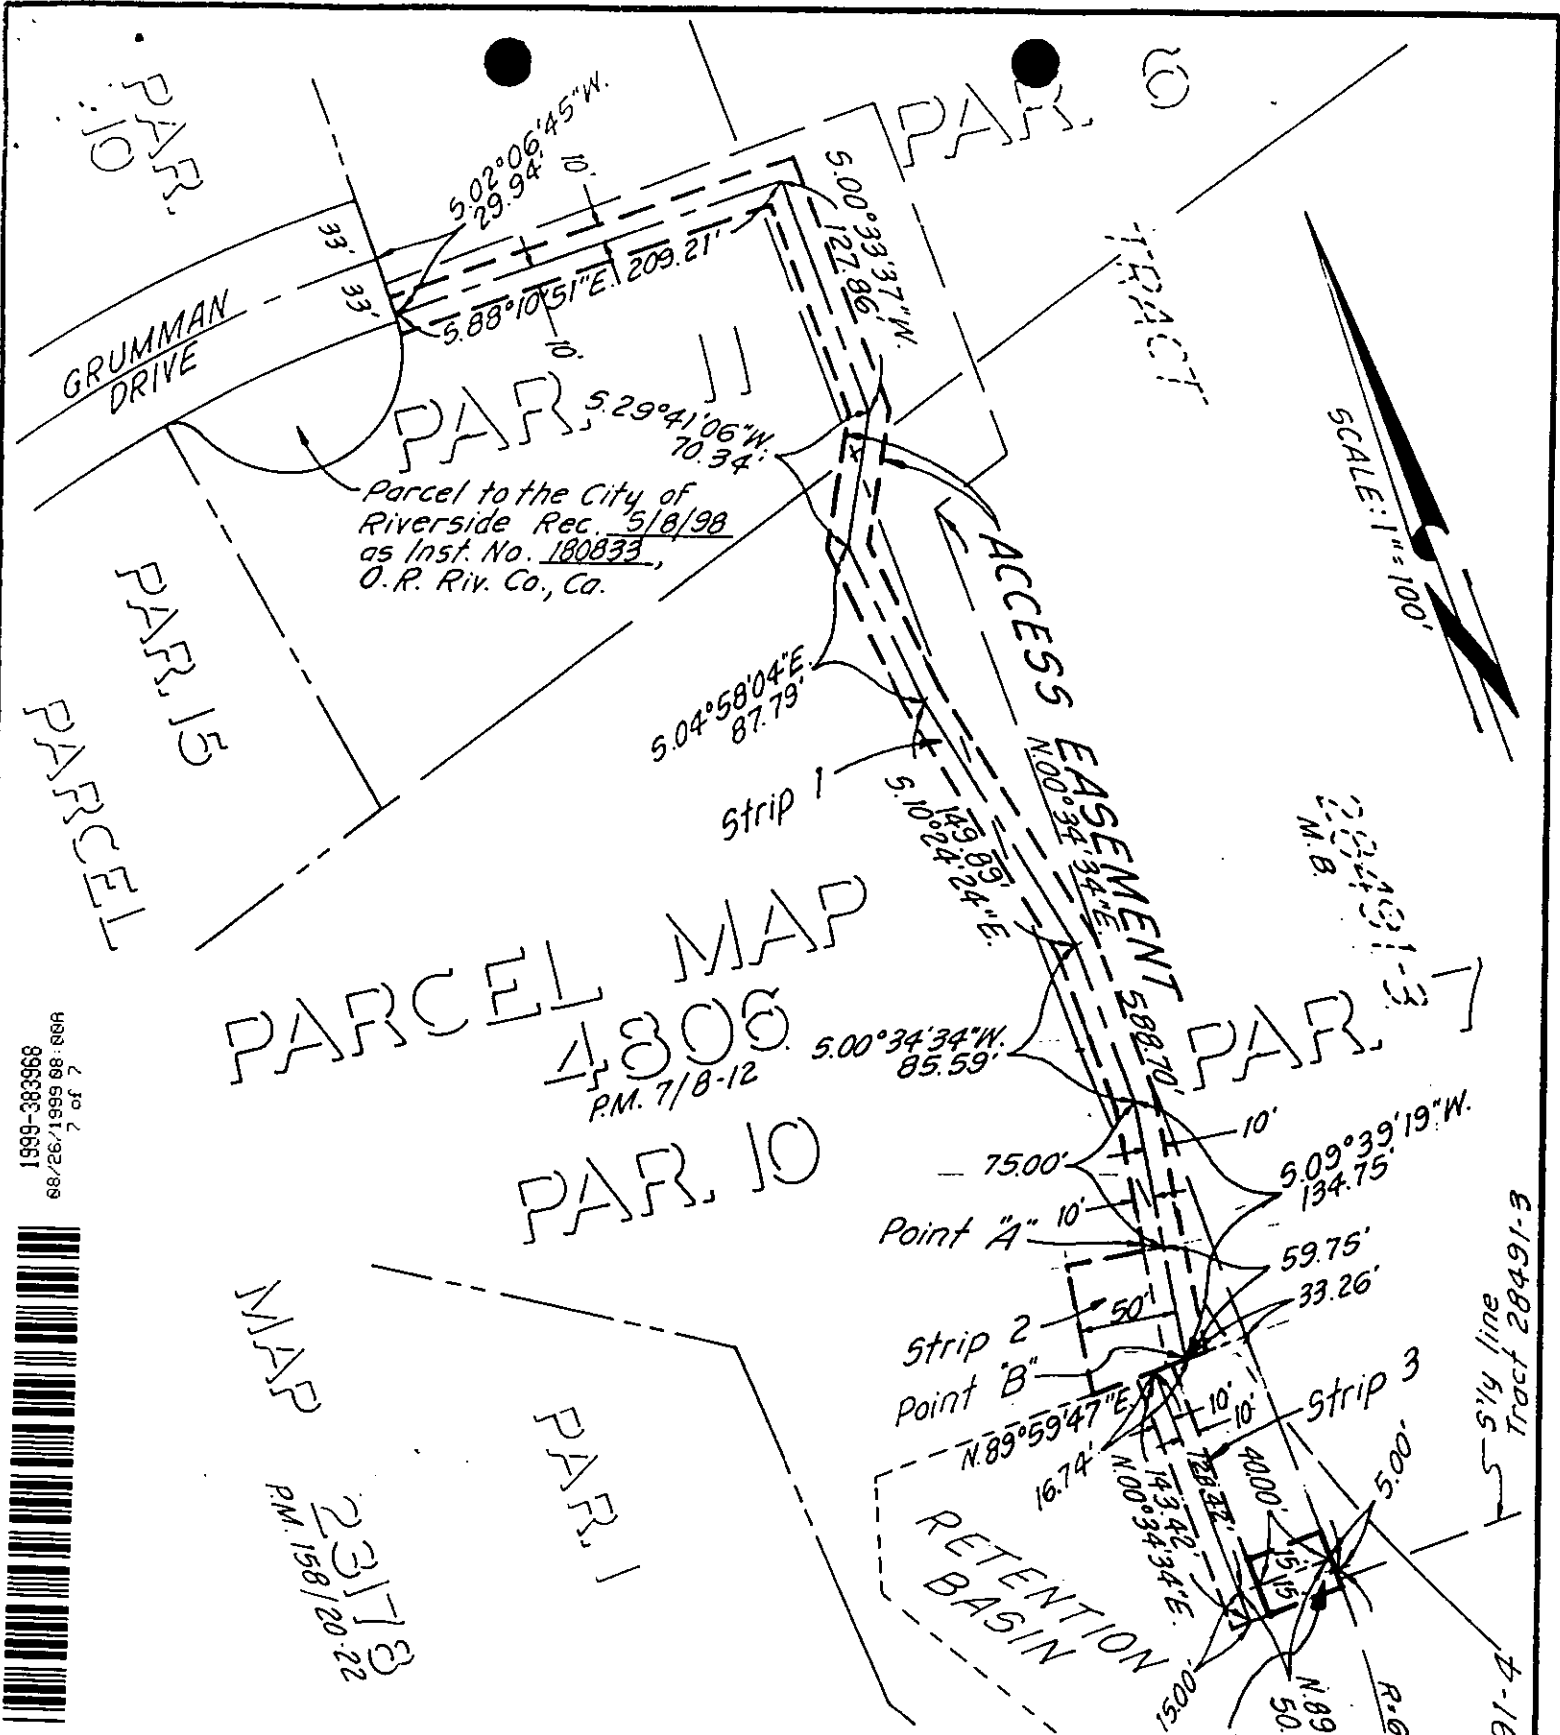 PAR. 6
PAR.
10
S.02°06'45"W.
29.94'
10'
33'
33'
S.00°33'37"W.
127.86'
S.88°10'51"E. 209.21'
10'
GRUMMAN
DRIVE
TRACT
PAR. 11
S.29°41'06"W.
70.34'
SCALE: 1"=100'
Parcel to the City of
Riverside Rec. 5/8/98
as Inst. No. 180833,
O.R. Riv. Co., Ca.
ACCESS EASEMENT
PAR. 15
S.04°58'04"E.
87.79'
Strip 1
N.00°34'34"E. 588.70'
149.89'
S.10°24'24"E.
PARCEL
28491-3
M.B.
PARCEL MAP
4806
P.M. 7/8-12
S.00°34'34"W.
85.59'
PAR. 7
PAR. 10
75.00'
10'
S.09°39'19"W.
134.75'
Point "A"
10'
59.75'
33.26'
Strip 2
50'
Point "B"
N.89°59'47"E.
16.74'
10'
10'
Strip 3
S'ly line
Tract 28491-3
143.42'
N.00°34'34"E.
128.42'
40.00'
5.00'
15'
15'
RETENTION
BASIN
15.00'
N.89
50.
R=6
91-4
MAP
23178
P.M. 158/20-22
PAR. 1
1999-383968
08/26/1999 08:00A
7 of 7